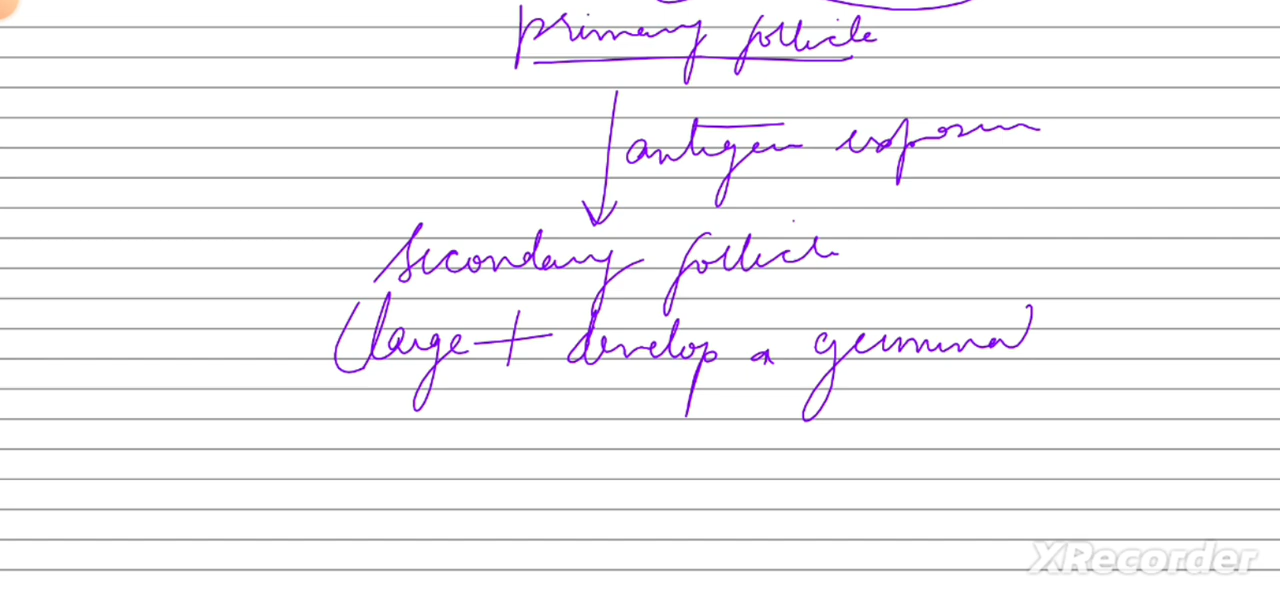 primary follicle
antigen exposure
secondary follicle
(large + develop a germinal
XRecorder